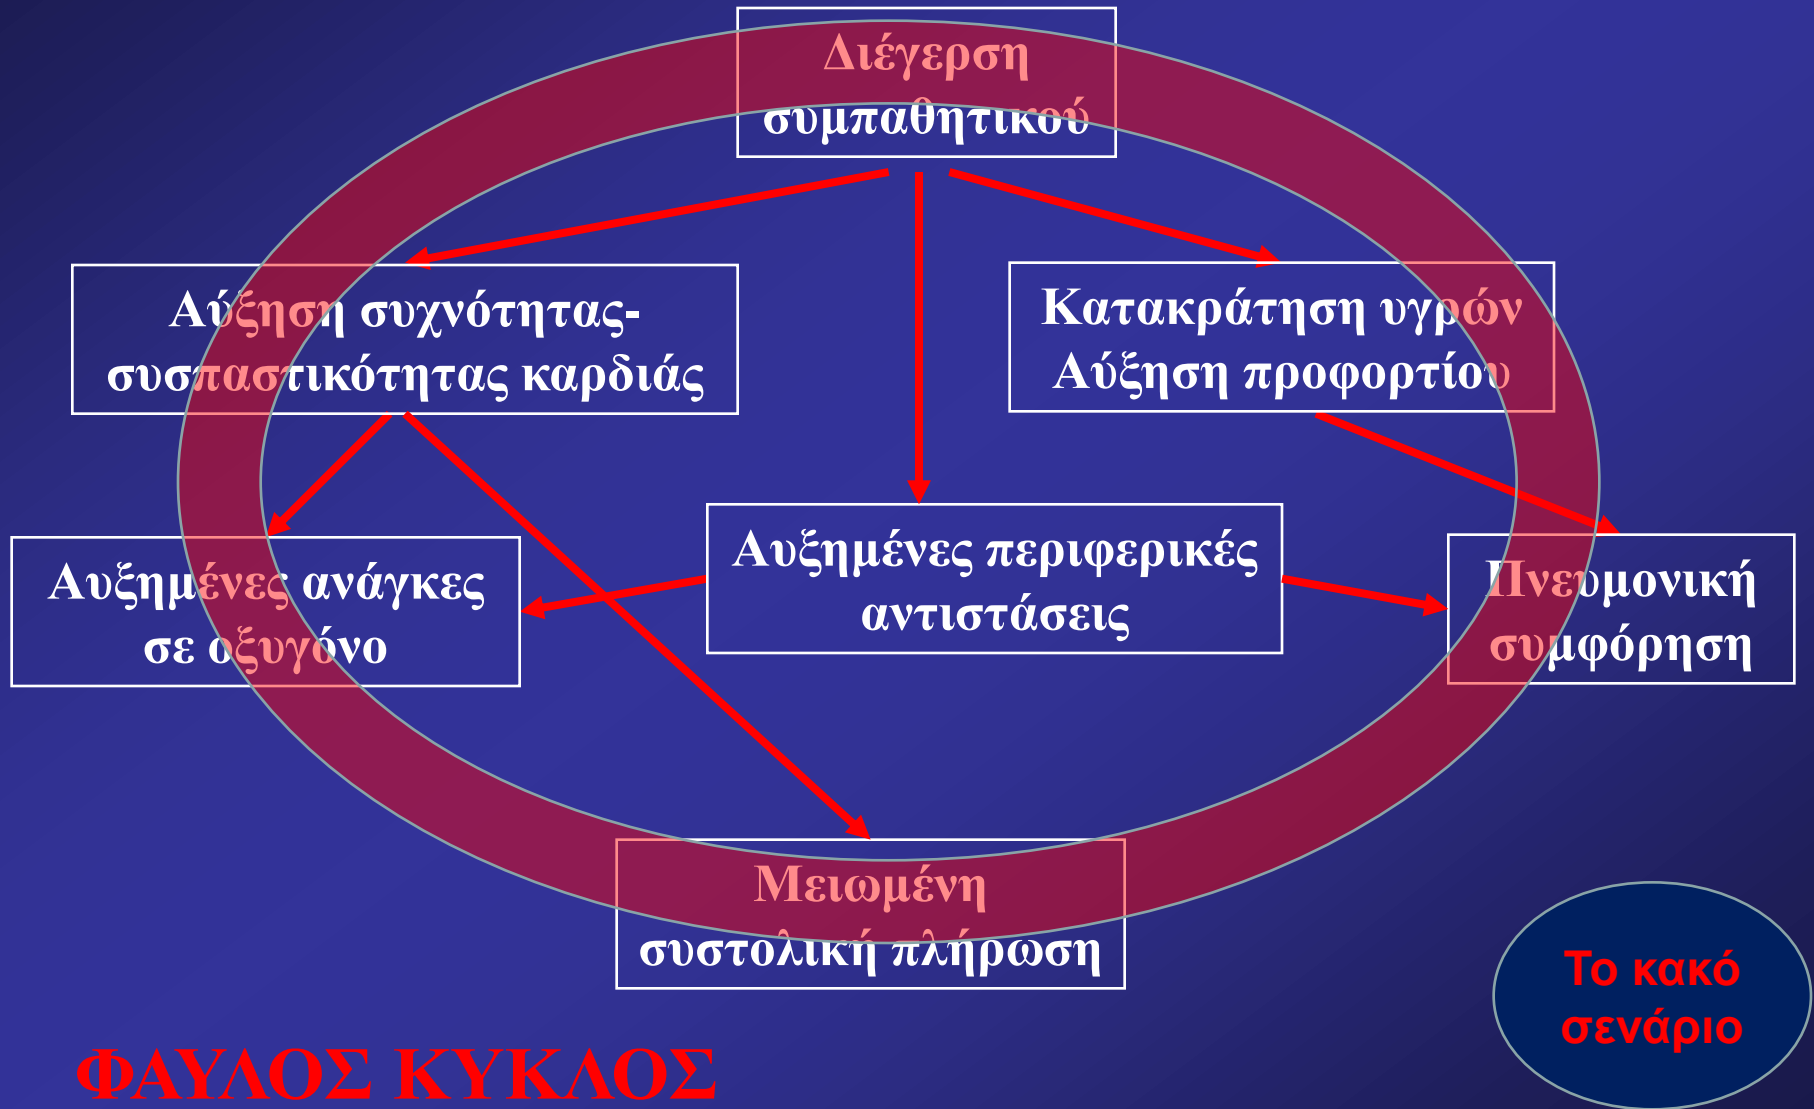 Διέγερση
συμπαθητικού
Αύξηση συχνότητας-
συσπαστικότητας καρδιάς
Κατακράτηση υγρών
Αύξηση προφορτίου
Αυξημένες ανάγκες
σε οξυγόνο
Αυξημένες περιφερικές
αντιστάσεις
Πνευμονική
συμφόρηση
Μειωμένη
συστολική πλήρωση
Το κακό
σενάριο
ΦΑΥΛΟΣ ΚΥΚΛΟΣ